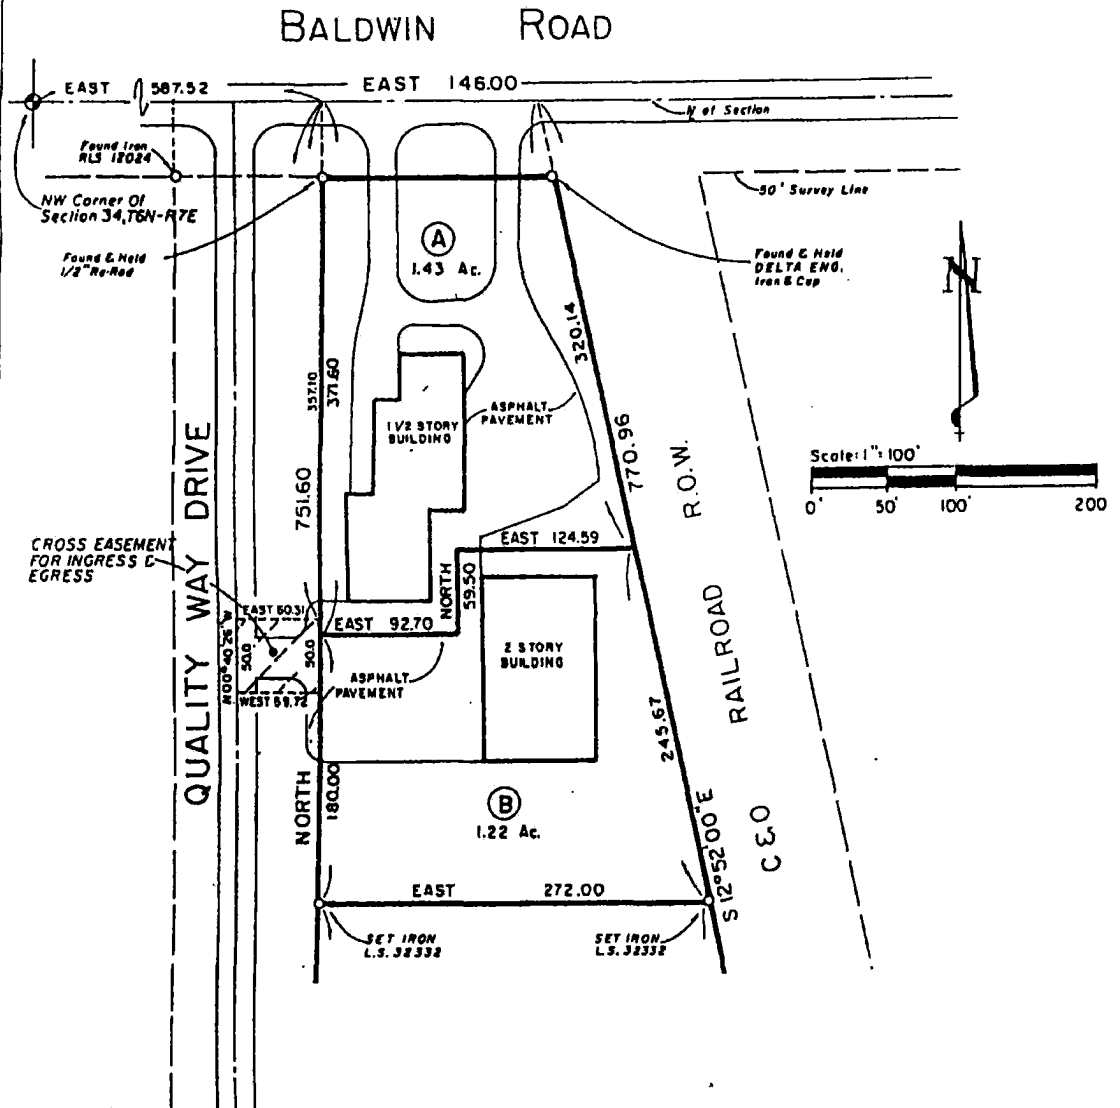 BALDWIN ROAD
EAST 587.52
EAST 146.00
N of Section
Found Iron
RLS 12024
NW Corner Of
Section 34,T6N-R7E
50' Survey Line
Found & Held
1/2" Re-Rod
A
1.43 Ac.
Found & Held
DELTA ENG.
Iron & Cap
N
320.14
357.10
371.60
ASPHALT
PAVEMENT
1 1/2 STORY
BUILDING
770.96
R.O.W.
Scale: 1"=100'
0' 50' 100' 200
751.60
QUALITY WAY DRIVE
CROSS EASEMENT
FOR INGRESS &
EGRESS
EAST 124.59
NORTH
59.50
EAST 60.31
EAST 92.70
N00°40'26"W
50.0'
50.0
2 STORY
BUILDING
RAILROAD
ASPHALT
PAVEMENT
WEST 59.72
245.67
NORTH
180.00
B
1.22 Ac.
S 12°52'00"E
C&O
EAST 272.00
SET IRON
L.S. 32332
SET IRON
L.S. 32332